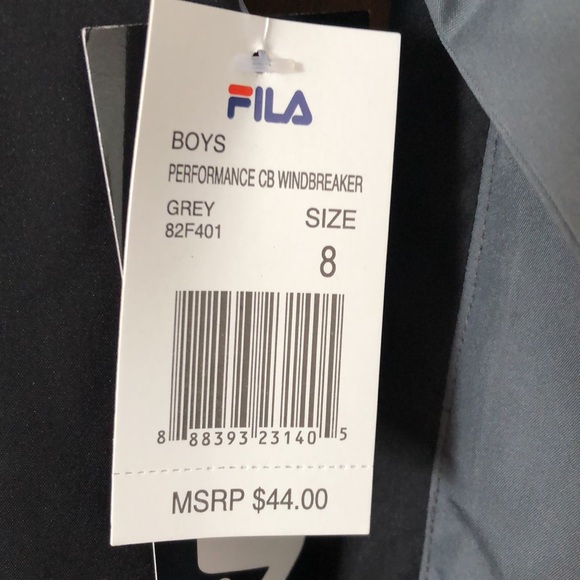 FILA
BOYS
PERFORMANCE CB WINDBREAKER
GREY
82F401
SIZE
8
8 88393 23140 5
MSRP $44.00